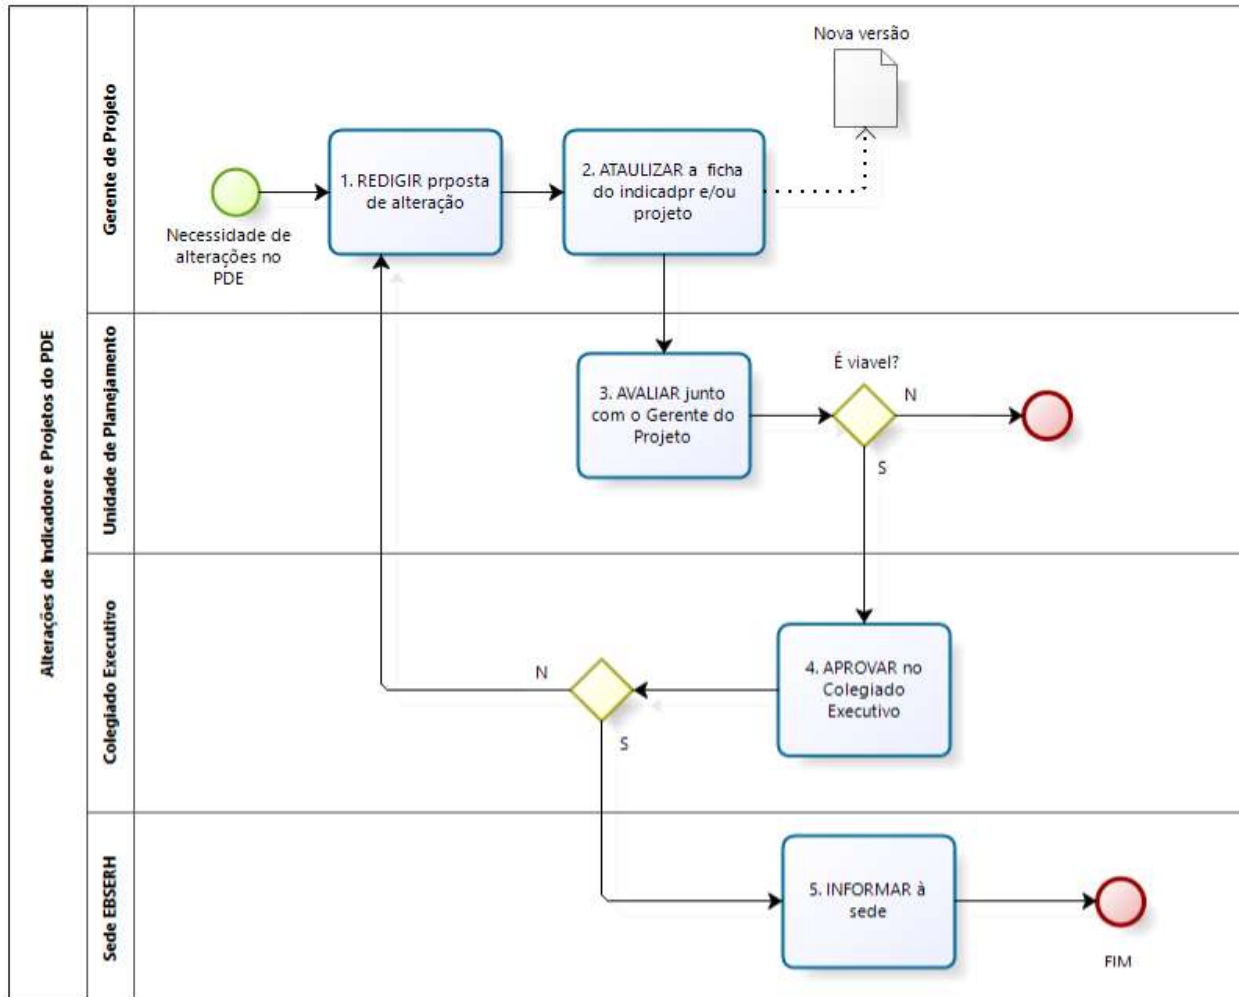 Alterações de Indicadore e Projetos do PDE
Gerente de Projeto
Nova versão
1. REDIGIR prposta
de alteração
2. ATAULIZAR a ficha
do indicadpr e/ou
projeto
Necessidade de
alterações no
PDE
Unidade de Planejamento
3. AVALIAR junto
com o Gerente do
Projeto
É viavel?
N
S
Colegiado Executivo
4. APROVAR no
Colegiado
Executivo
N
S
Sede EBSERH
5. INFORMAR à
sede
FIM